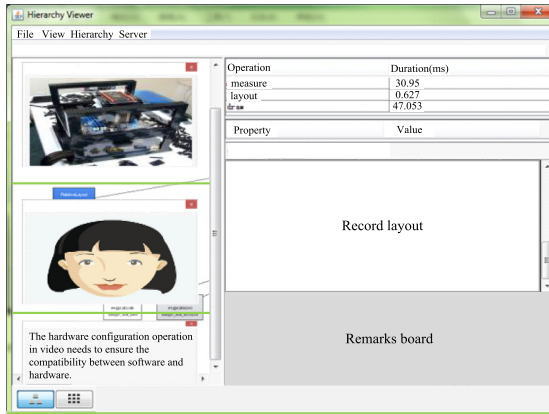 Hierarchy Viewer
File View Hierarchy Server
Operation Duration(ms)
measure 30.95
layout 0.627
draw 47.053
Property Value
RelativeLayout
Record layout
The hardware configuration operation
in video needs to ensure the
compatibility between software and
hardware.
Remarks board